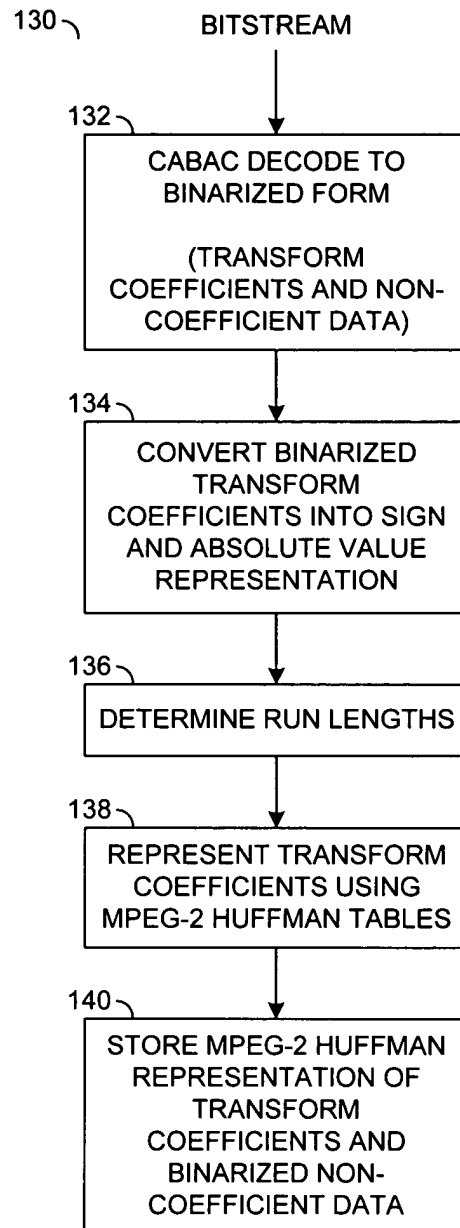 130
BITSTREAM
132
CABAC DECODE TO
BINARIZED FORM
(TRANSFORM
COEFFICIENTS AND NON-
COEFFICIENT DATA)
134
CONVERT BINARIZED
TRANSFORM
COEFFICIENTS INTO SIGN
AND ABSOLUTE VALUE
REPRESENTATION
136
DETERMINE RUN LENGTHS
138
REPRESENT TRANSFORM
COEFFICIENTS USING
MPEG-2 HUFFMAN TABLES
140
STORE MPEG-2 HUFFMAN
REPRESENTATION OF
TRANSFORM
COEFFICIENTS AND
BINARIZED NON-
COEFFICIENT DATA